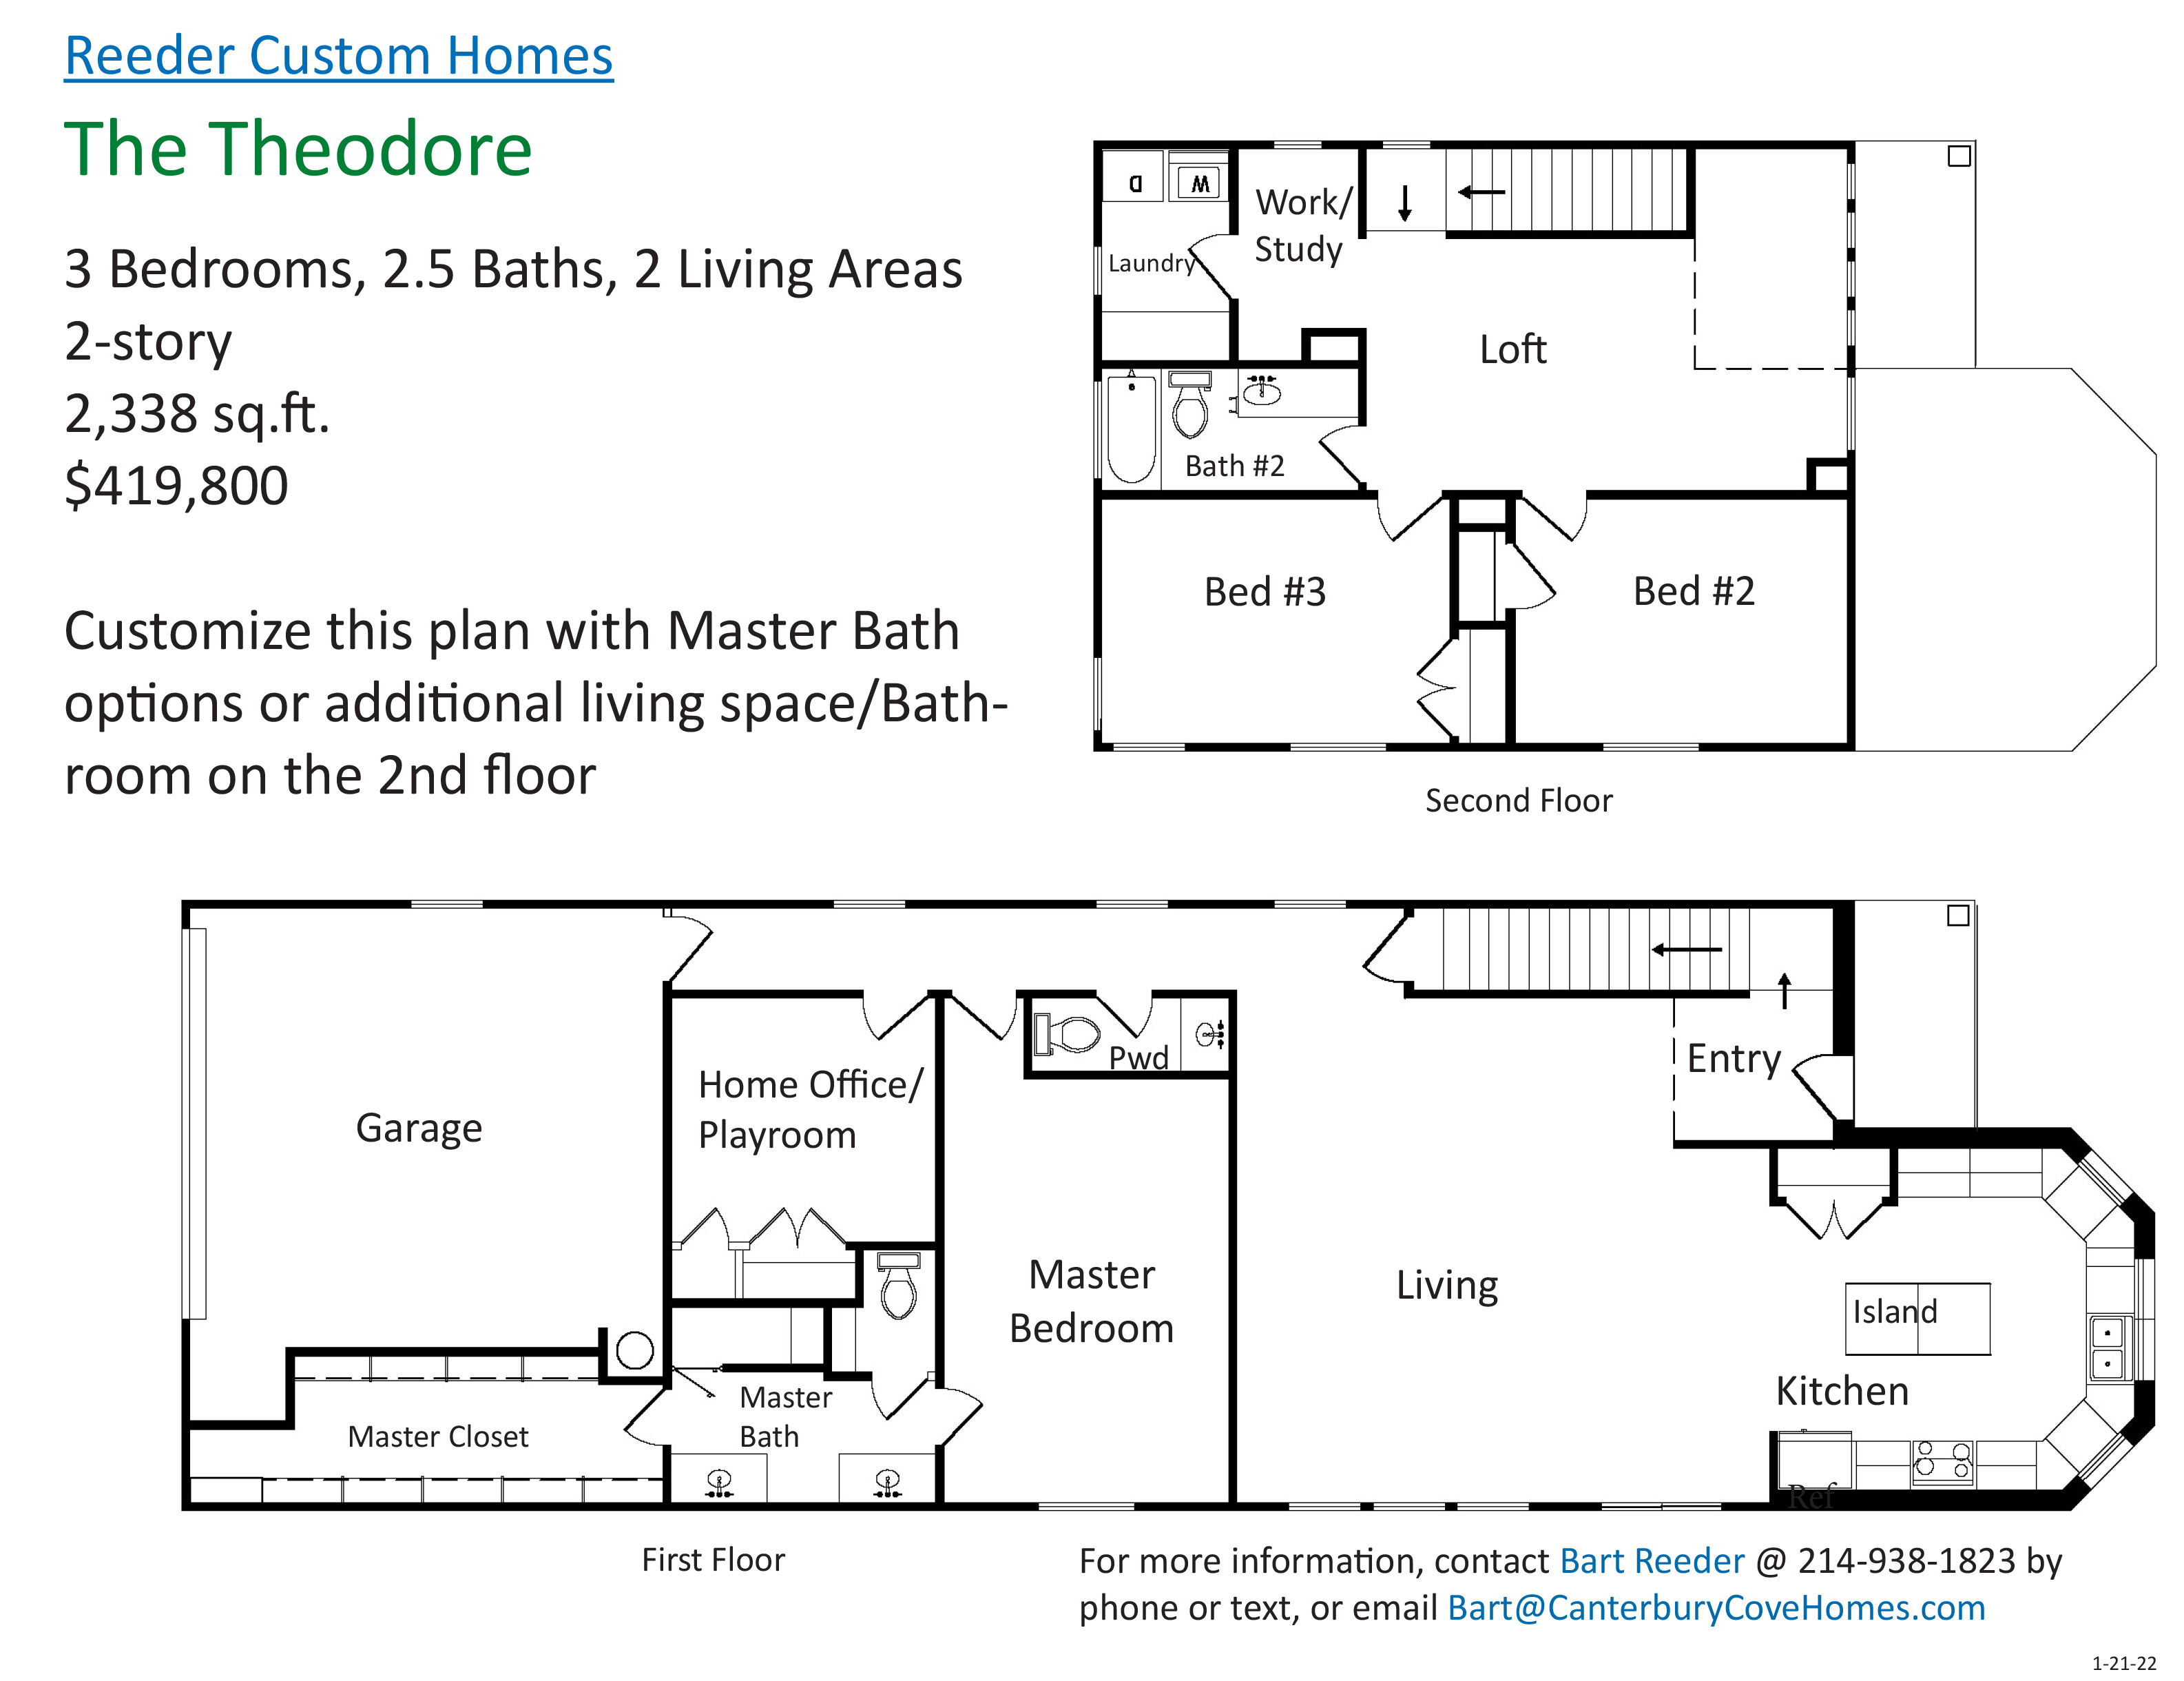 Reeder Custom Homes
The Theodore
3 Bedrooms, 2.5 Baths, 2 Living Areas
2-story
2,338 sq.ft.
$419,800
Customize this plan with Master Bath
options or additional living space/Bath-
room on the 2nd floor
D
W
Work/
Study
Laundry
Loft
Bath #2
Bed #3
Bed #2
Second Floor
Garage
Home Office/
Playroom
Pwd
Entry
Master
Bedroom
Living
Island
Kitchen
Master
Bath
Master Closet
Ref
First Floor
For more information, contact Bart Reeder @ 214-938-1823 by
phone or text, or email Bart@CanterburyCoveHomes.com
1-21-22